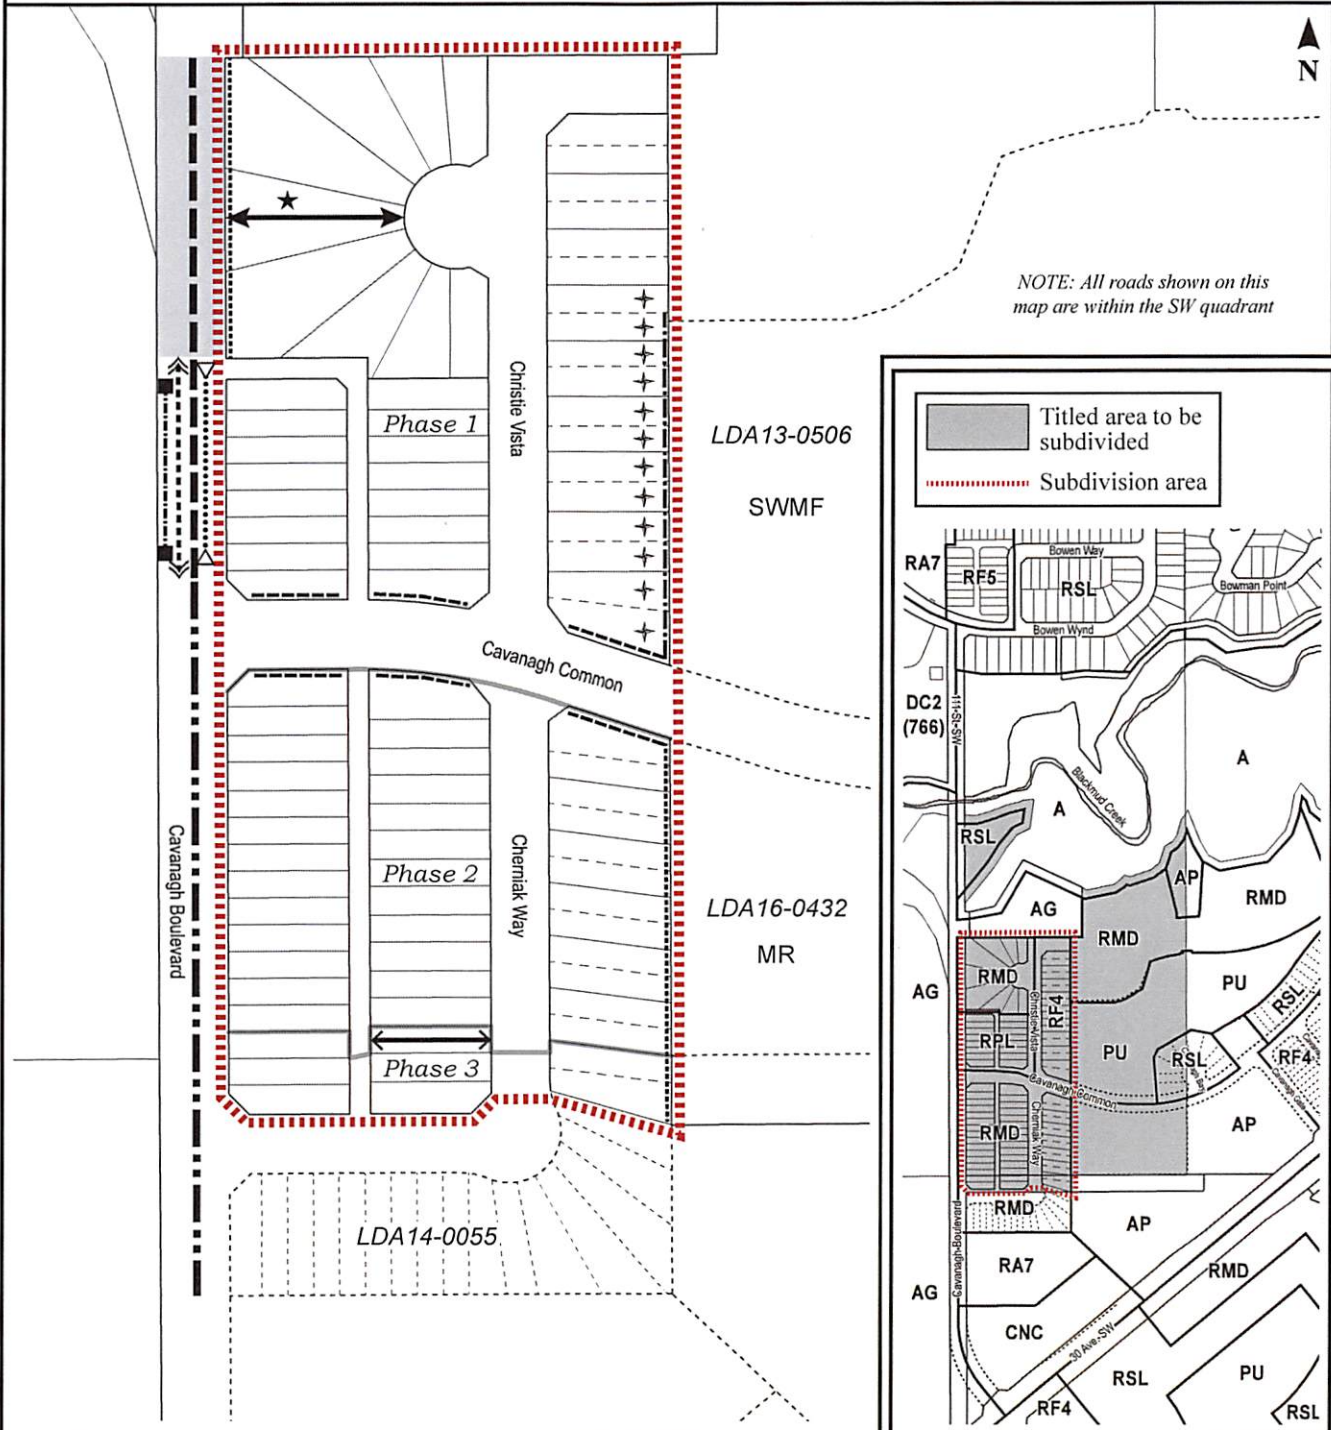 N
NOTE: All roads shown on this
map are within the SW quadrant
Christie Vista
Phase 1
LDA13-0506
SWMF
Cavanagh Common
Cavanagh Boulevard
Phase 2
Cherniak Way
LDA16-0432
MR
Phase 3
LDA14-0055
Titled area to be
subdivided
Subdivision area
RA7
RF5
Bowen Way
RSL
Bowman Point
Bowen Wynd
DC2
(766)
111 St. SW
A
Blackmud Creek
A
RSL
AP
RMD
AG
RMD
AG
RMD
Christie Vista
RF4
PU
RSL
RPL
PU
RSL
RF4
Cavanagh Common
RMD
Cherniak Way
AP
RMD
AP
Cavanagh Boulevard
RA7
RMD
AG
CNC
30 Ave. SW
RSL
PU
RF4
RSL